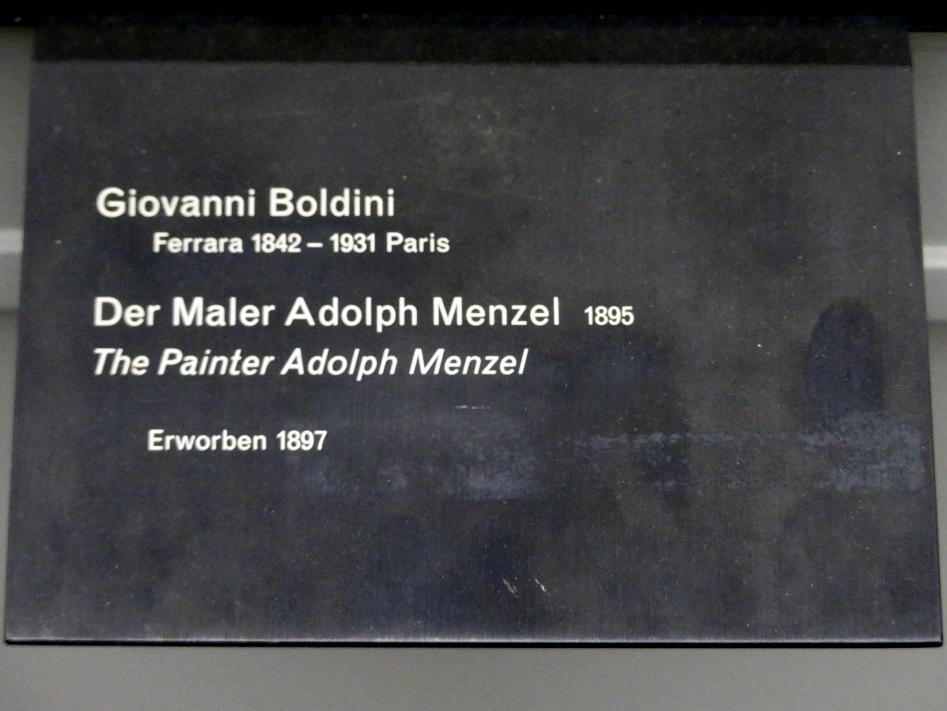 Giovanni Boldini
Ferrara 1842 – 1931 Paris
Der Maler Adolph Menzel 1895
The Painter Adolph Menzel
Erworben 1897